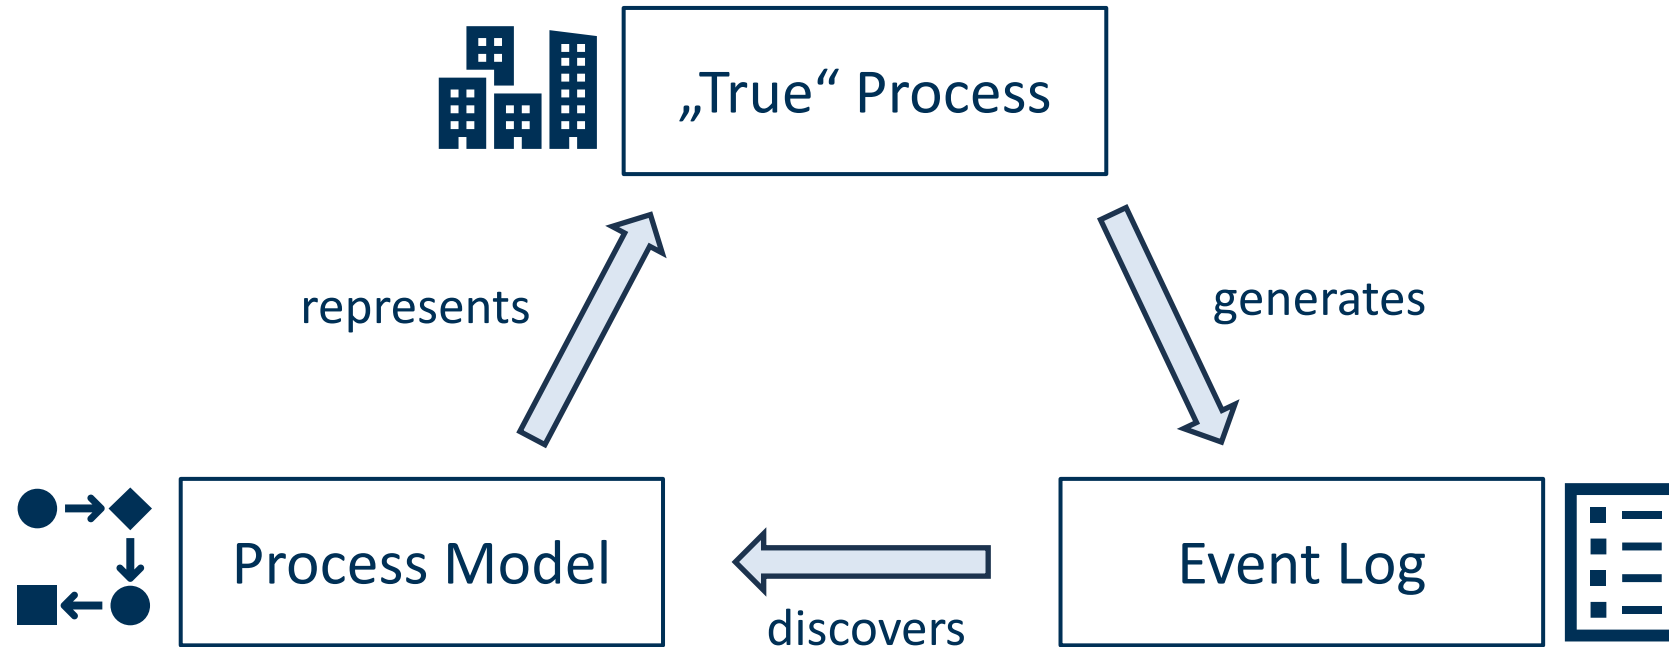 „True“ Process
represents
generates
Process Model
Event Log
discovers